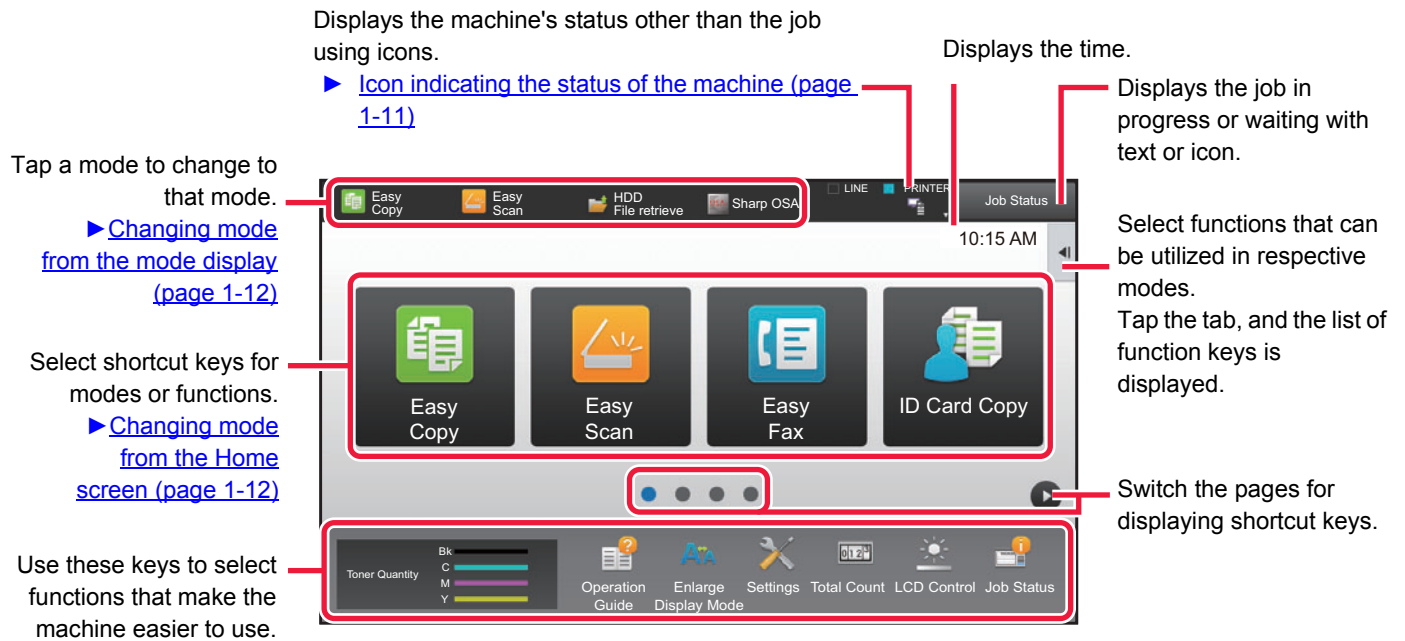 Displays the machine's status other than the job
using icons.
► Icon indicating the status of the machine (page
1-11)
Displays the time.
Displays the job in
progress or waiting with
text or icon.
Tap a mode to change to
that mode.
►Changing mode
from the mode display
(page 1-12)
Easy
Copy
Easy
Scan
HDD
File retrieve
Sharp OSA
LINE
PRINTER
Job Status
10:15 AM
Select functions that can
be utilized in respective
modes.
Tap the tab, and the list of
function keys is
displayed.
Select shortcut keys for
modes or functions.
►Changing mode
from the Home
screen (page 1-12)
Easy
Copy
Easy
Scan
Easy
Fax
ID Card Copy
Switch the pages for
displaying shortcut keys.
Use these keys to select
functions that make the
machine easier to use.
Toner Quantity
Bk
C
M
Y
Operation
Guide
Enlarge
Display Mode
Settings
Total Count
LCD Control
Job Status